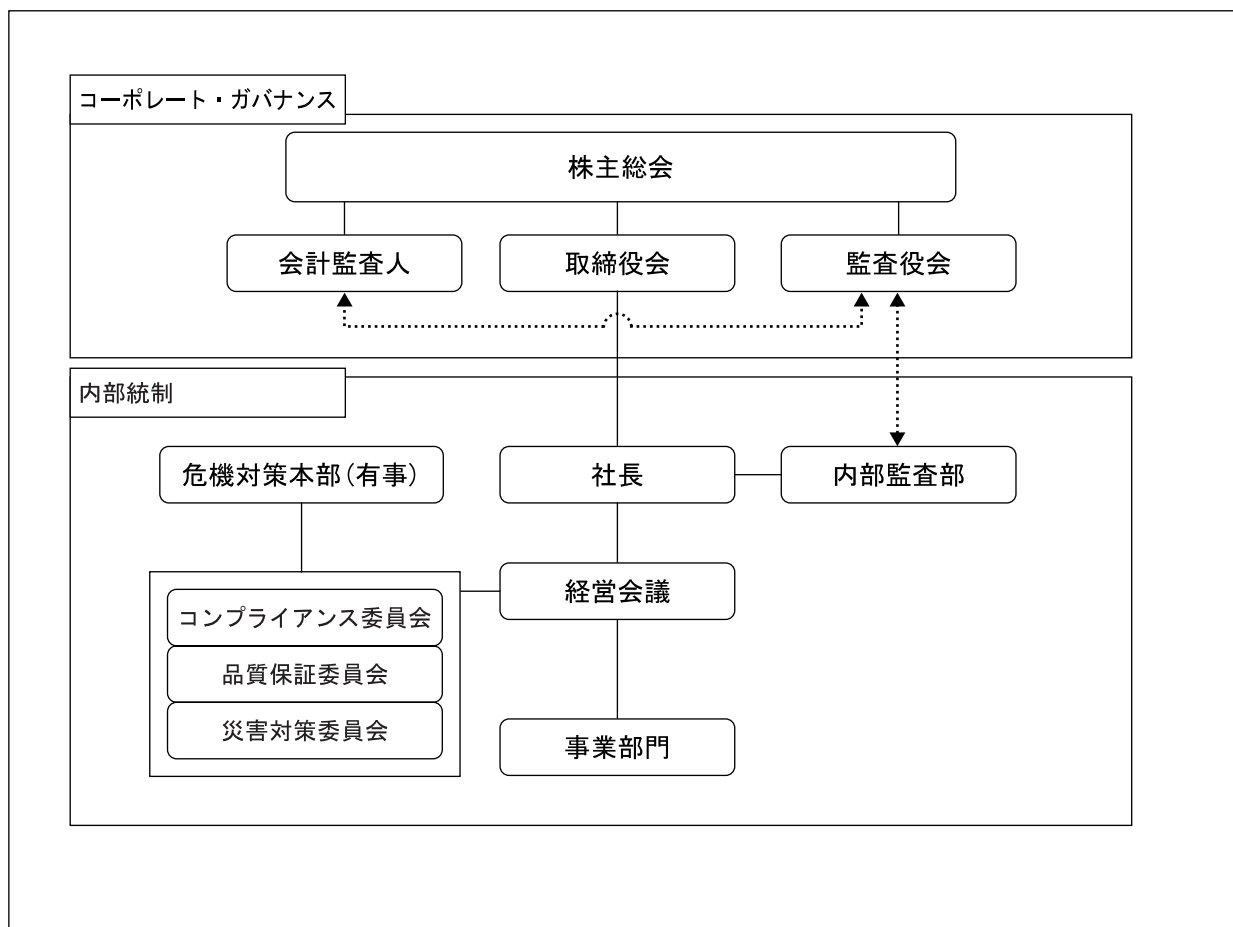 コーポレート・ガバナンス
株主総会
会計監査人
取締役会
監査役会
内部統制
危機対策本部(有事)
社長
内部監査部
経営会議
コンプライアンス委員会
品質保証委員会
災害対策委員会
事業部門